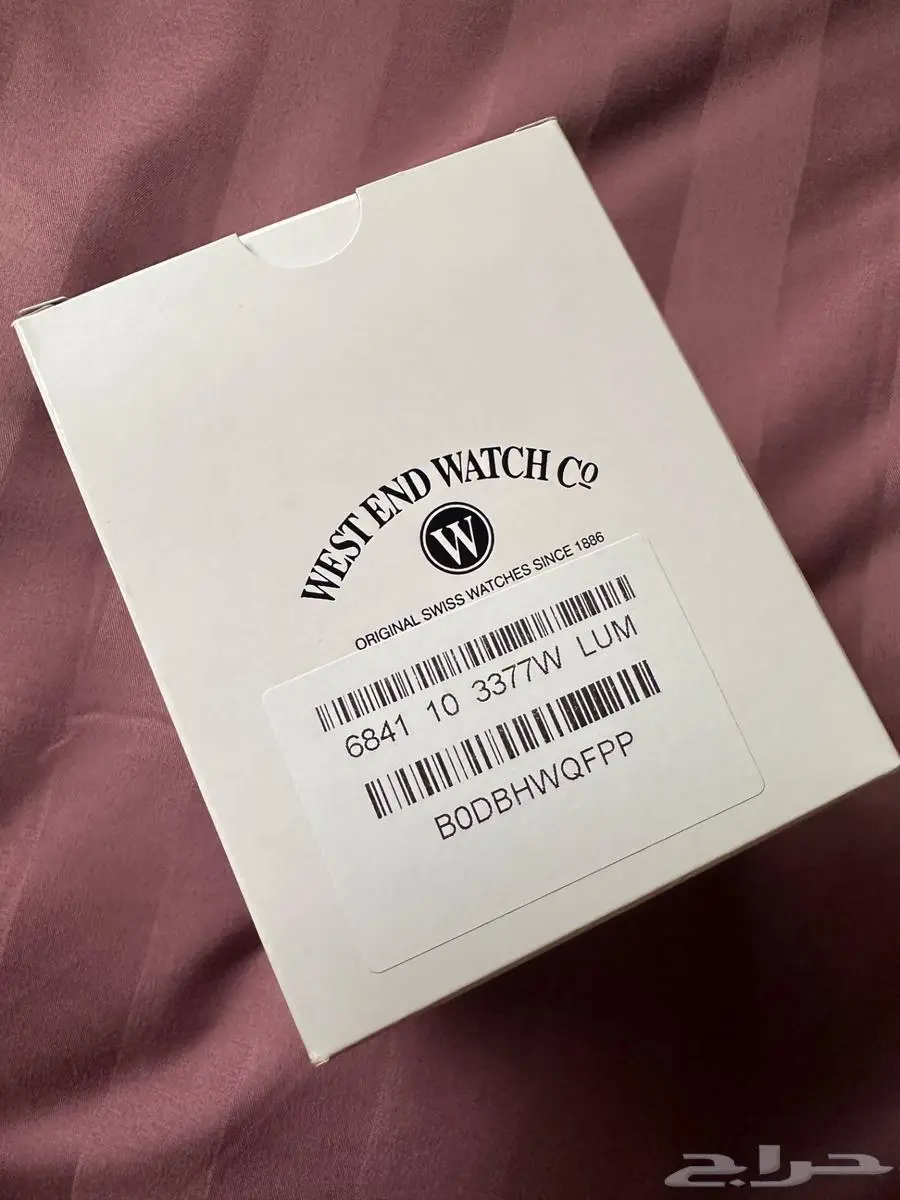 WEST END WATCH Cº
W
ORIGINAL SWISS WATCHES SINCE 1886
6841 10 3377W LUM
B0DBHWQFPP
حراج